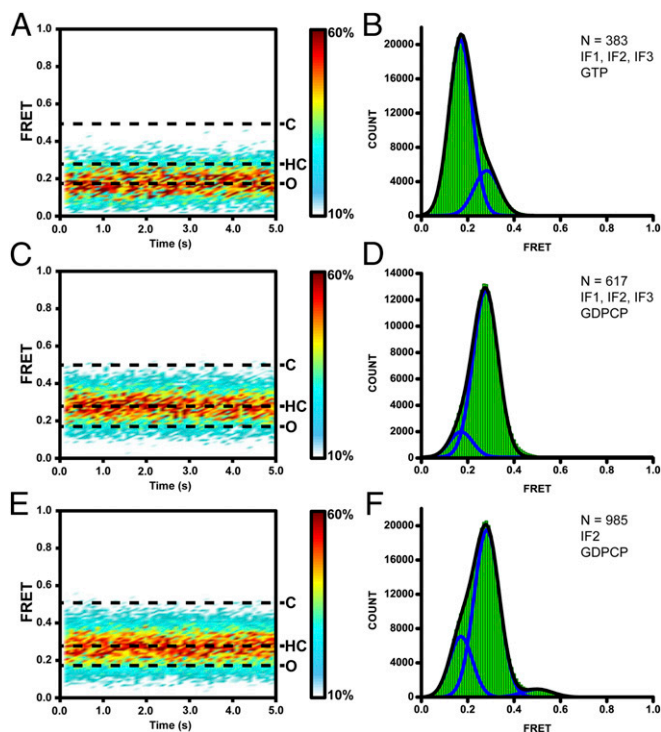 A
FRET
1.0
0.8
0.6
0.4
0.2
0.0
0.0 1.0 2.0 3.0 4.0 5.0
Time (s)
C
HC
O
60%
10%
B
COUNT
20000
16000
12000
8000
4000
0
0.0 0.2 0.4 0.6 0.8 1.0
FRET
N = 383
IF1, IF2, IF3
GTP
C
FRET
1.0
0.8
0.6
0.4
0.2
0.0
0.0 1.0 2.0 3.0 4.0 5.0
Time (s)
C
HC
O
60%
10%
D
COUNT
14000
12000
10000
8000
6000
4000
2000
0
0.0 0.2 0.4 0.6 0.8 1.0
FRET
N = 617
IF1, IF2, IF3
GDPCP
E
FRET
1.0
0.8
0.6
0.4
0.2
0.0
0.0 1.0 2.0 3.0 4.0 5.0
Time (s)
C
HC
O
60%
10%
F
COUNT
20000
16000
12000
8000
4000
0
0.0 0.2 0.4 0.6 0.8 1.0
FRET
N = 985
IF2
GDPCP